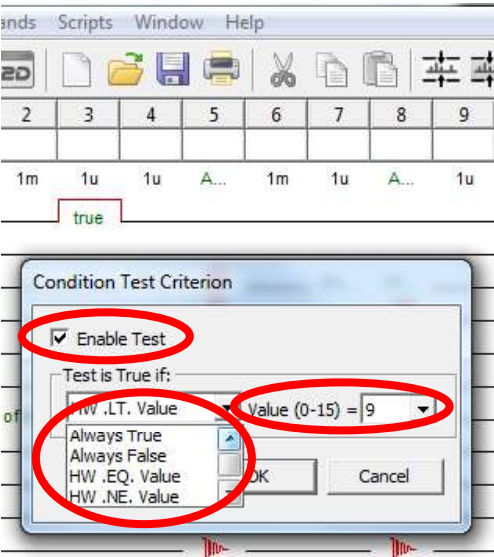 ands Scripts Window Help
2D
2 3 4 5 6 7 8 9
1m 1u 1u A... 1m 1u A... 1u
true
Condition Test Criterion
Enable Test
Test is True if:
HW .LT. Value Value (0-15) = 9
of
Always True
Always False
HW .EQ. Value
HW .NE. Value
OK Cancel